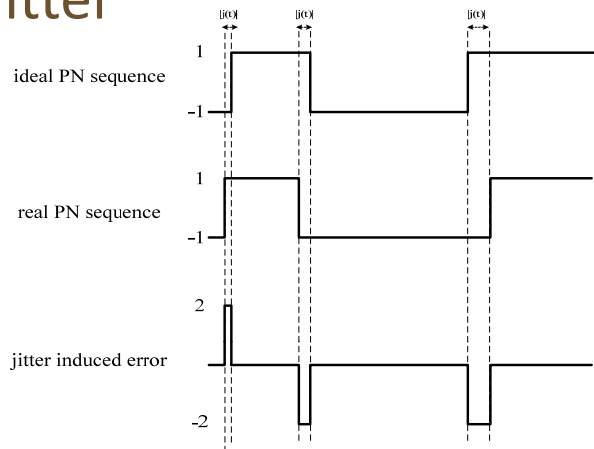 itter
|j(t)| |j(t)| |j(t)|
1
ideal PN sequence
-1
1
real PN sequence
-1
2
jitter induced error
-2